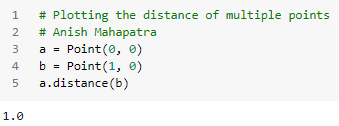 1 # Plotting the distance of multiple points
2 # Anish Mahapatra
3 a = Point(0, 0)
4 b = Point(1, 0)
5 a.distance(b)
1.0